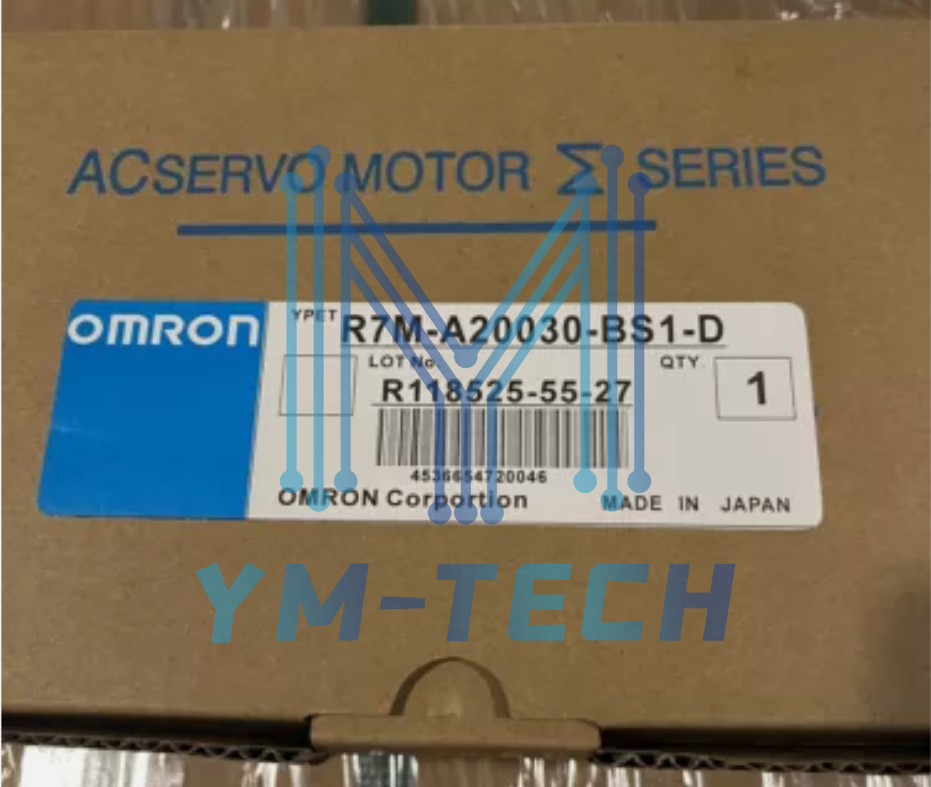 ACSERVO MOTOR Σ SERIES
OMRON
YPET R7M-A20030-BS1-D
LOT No. QTY.
R118525-55-27 1
4536654720046
OMRON Corportion MADE IN JAPAN
YM-TECH